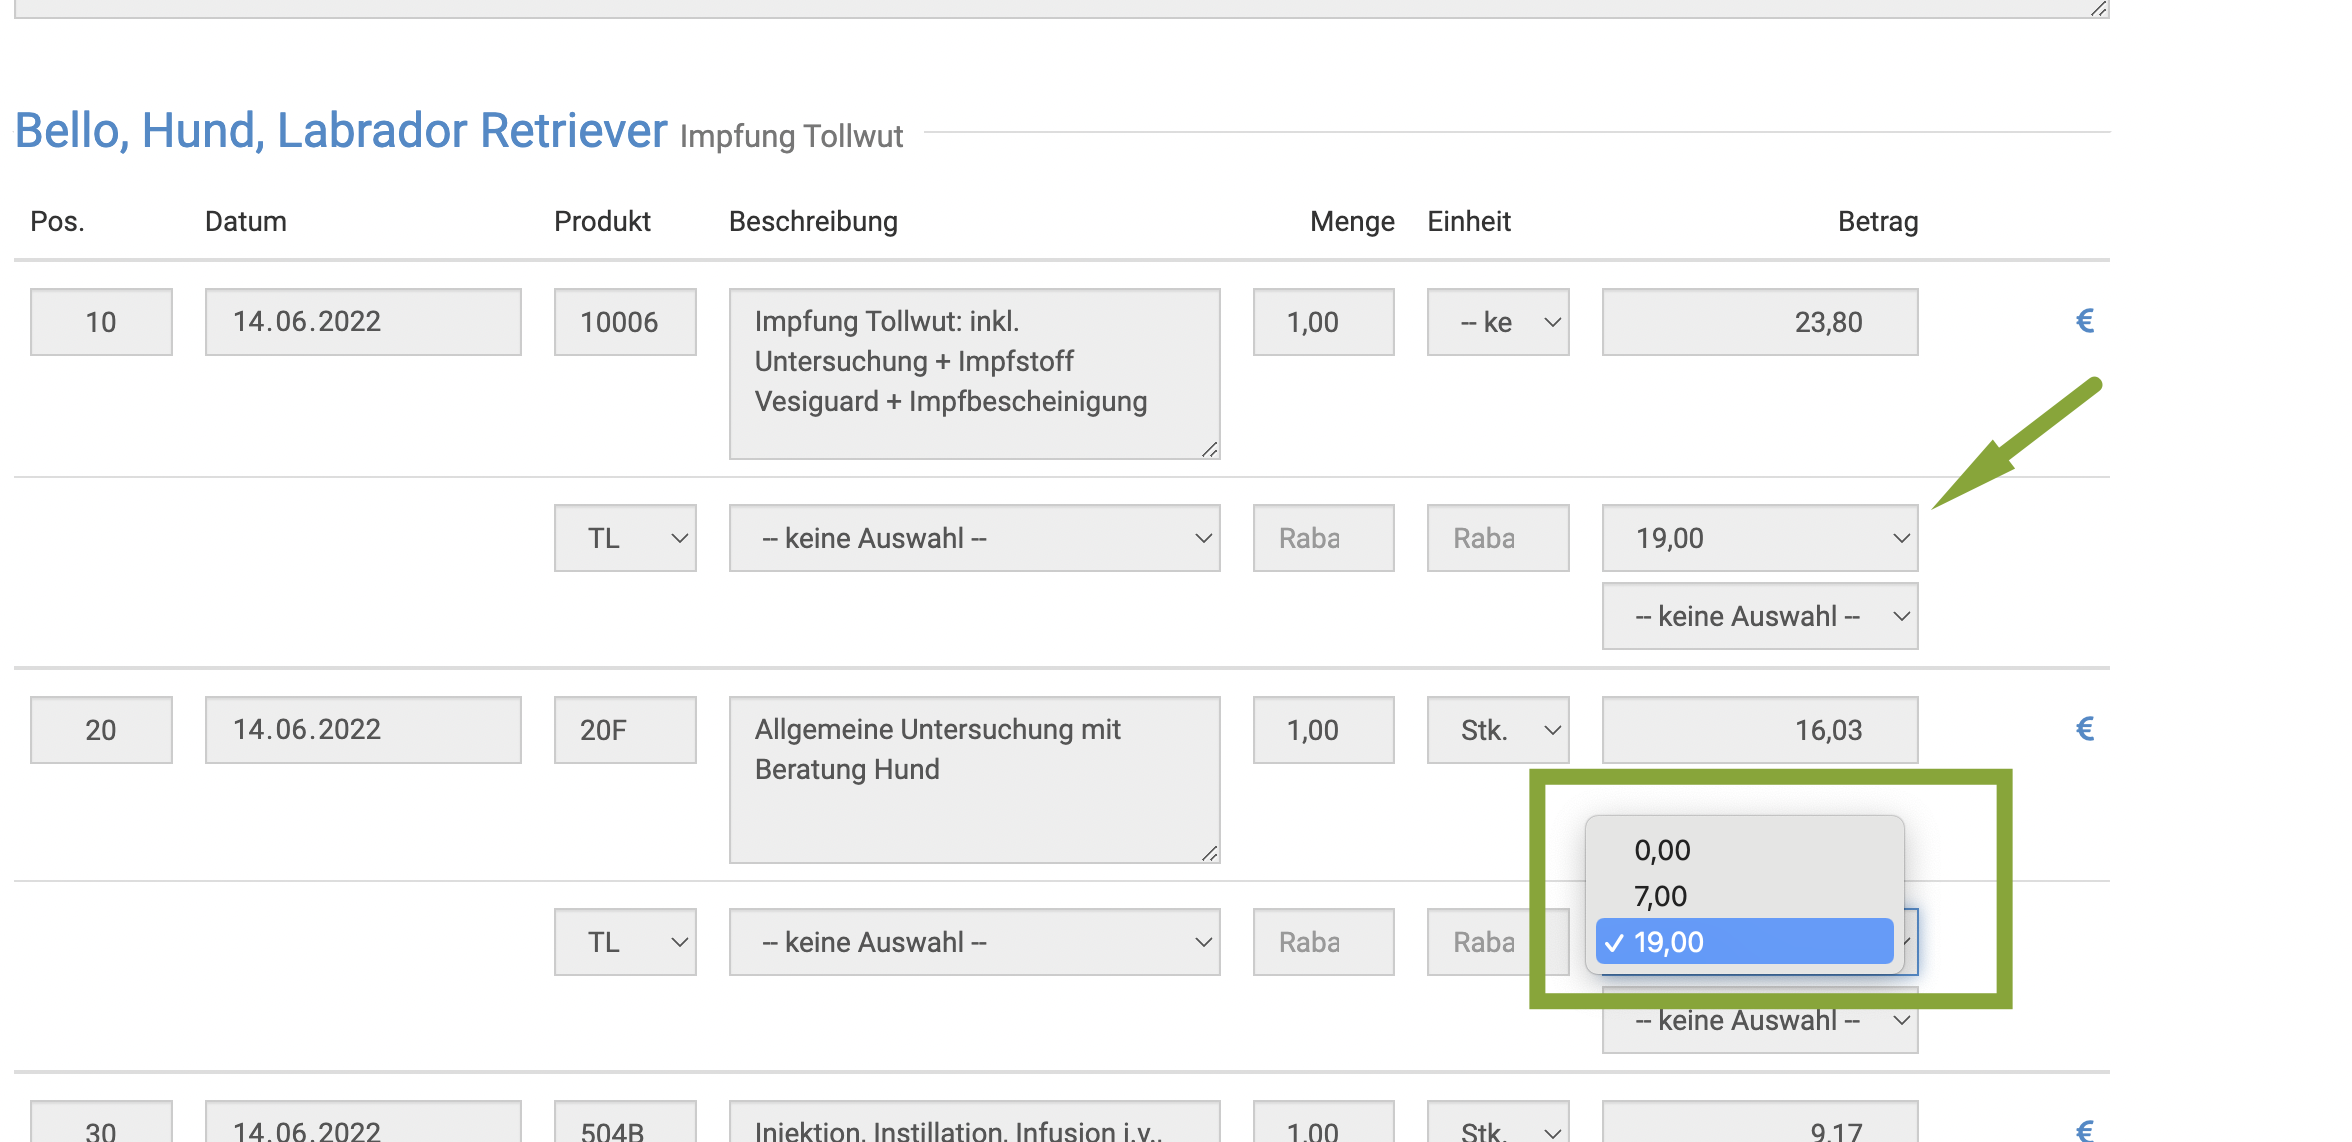 Bello, Hund, Labrador Retriever Impfung Tollwut
Pos. Datum Produkt Beschreibung Menge Einheit Betrag
10 14.06.2022 10006 Impfung Tollwut: inkl. 1,00 -- ke 23,80 €
Untersuchung + Impfstoff
Vesiguard + Impfbescheinigung
TL -- keine Auswahl -- Raba Raba 19,00
-- keine Auswahl --
20 14.06.2022 20F Allgemeine Untersuchung mit 1,00 Stk. 16,03 €
Beratung Hund
0,00
7,00
TL -- keine Auswahl -- Raba Raba ✓ 19,00
-- keine Auswahl --
30 14.06.2022 504B Injektion, Instillation, Infusion i.v., 1,00 Stk. 9,17 €